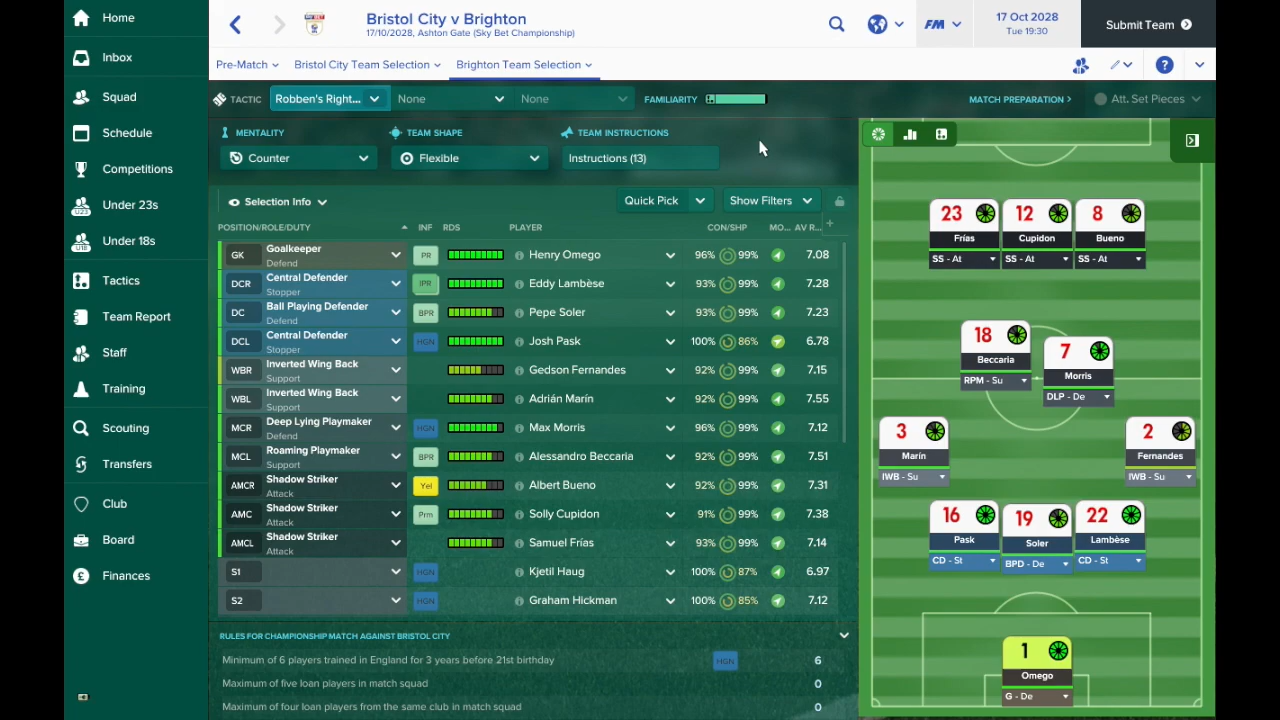 Home
Inbox
Squad
Schedule
Competitions
Under 23s
Under 18s
Tactics
Team Report
Staff
Training
Scouting
Transfers
Club
Board
Finances
SKY BET
Bristol City v Brighton
17/10/2028, Ashton Gate (Sky Bet Championship)
FM
17 Oct 2028
Tue 19:30
Submit Team
Pre-Match
Bristol City Team Selection
Brighton Team Selection
?
TACTIC
Robben's Right...
None
None
FAMILIARITY
MATCH PREPARATION >
Att. Set Pieces
MENTALITY
TEAM SHAPE
TEAM INSTRUCTIONS
Counter
Flexible
Instructions (13)
Selection Info
Quick Pick
Show Filters
POSITION/ROLE/DUTY INF RDS PLAYER CON/SHP MO... AV R... +
GK Goalkeeper Defend PR Henry Omego 96% 99% 7.08
DCR Central Defender Stopper IPR Eddy Lambèse 93% 99% 7.28
DC Ball Playing Defender Defend BPR Pepe Soler 93% 99% 7.23
DCL Central Defender Stopper HGN Josh Pask 100% 86% 6.78
WBR Inverted Wing Back Support Gedson Fernandes 92% 99% 7.15
WBL Inverted Wing Back Support Adrián Marín 92% 99% 7.55
MCR Deep Lying Playmaker Defend HGN Max Morris 96% 99% 7.12
MCL Roaming Playmaker Support BPR Alessandro Beccaria 92% 99% 7.51
AMCR Shadow Striker Attack Yel Albert Bueno 92% 99% 7.31
AMC Shadow Striker Attack Prm Solly Cupidon 91% 99% 7.38
AMCL Shadow Striker Attack Samuel Frías 93% 99% 7.14
S1 HGN Kjetil Haug 100% 87% 6.97
S2 HGN Graham Hickman 100% 85% 7.12
RULES FOR CHAMPIONSHIP MATCH AGAINST BRISTOL CITY
Minimum of 6 players trained in England for 3 years before 21st birthday HGN 6
Maximum of five loan players in match squad 0
Maximum of four loan players from the same club in match squad 0
23 12 8
Frías Cupidon Bueno
SS - At SS - At SS - At
18
Beccaria
RPM - Su
7
Morris
DLP - De
3 2
Marín Fernandes
IWB - Su IWB - Su
16 19 22
Pask Soler Lambèse
CD - St BPD - De CD - St
1
Omego
G - De